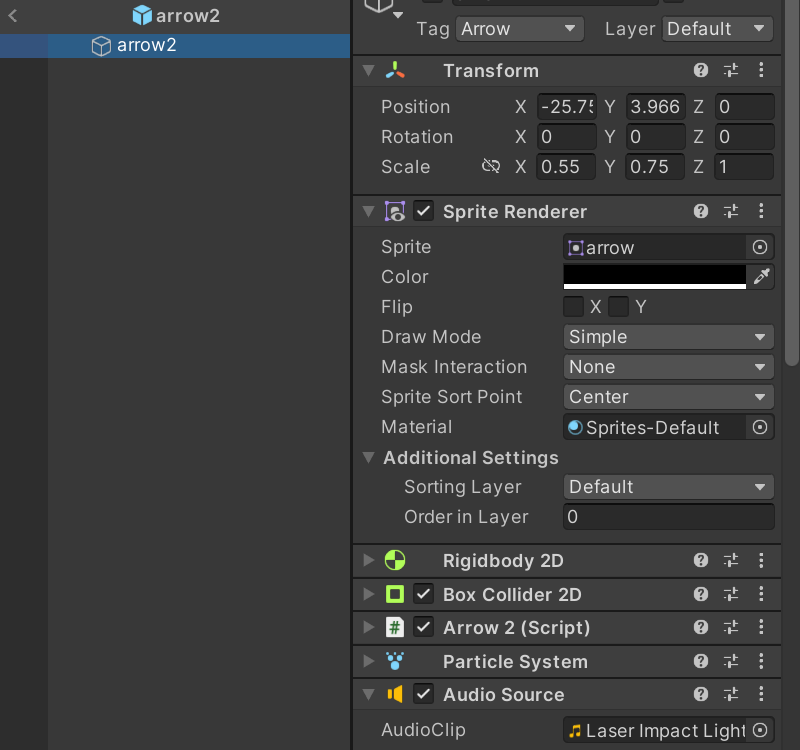 arrow2
arrow2
Tag Arrow Layer Default
Transform
Position X -25.75 Y 3.966 Z 0
Rotation X 0 Y 0 Z 0
Scale X 0.55 Y 0.75 Z 1
Sprite Renderer
Sprite arrow
Color
Flip X Y
Draw Mode Simple
Mask Interaction None
Sprite Sort Point Center
Material Sprites-Default
Additional Settings
Sorting Layer Default
Order in Layer 0
Rigidbody 2D
Box Collider 2D
# Arrow 2 (Script)
Particle System
Audio Source
AudioClip Laser Impact Light